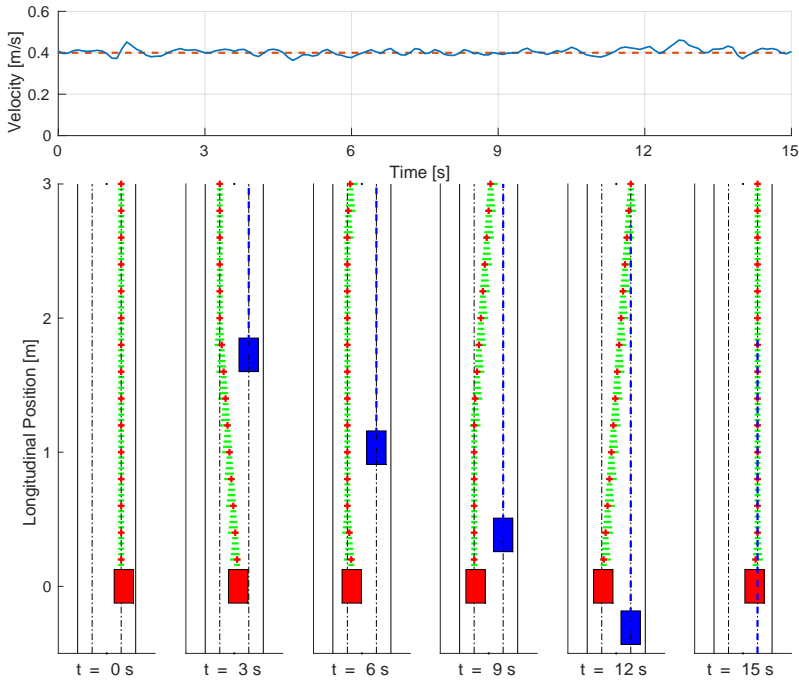 Velocity [m/s]
0.6
0.4
0.2
0
0 3 6 9 12 15
Time [s]
Longitudinal Position [m]
3
2
1
0
t = 0 s t = 3 s t = 6 s t = 9 s t = 12 s t = 15 s